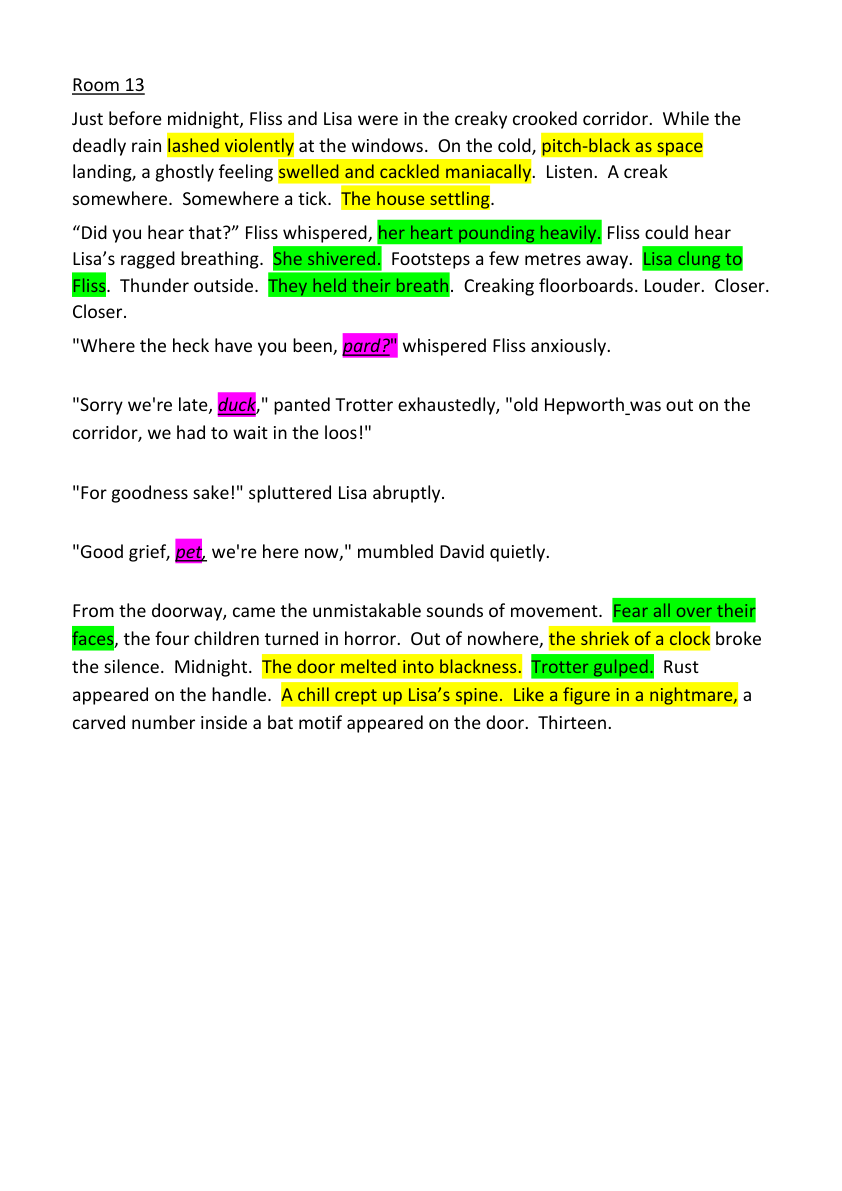 Room 13
Just before midnight, Fliss and Lisa were in the creaky crooked corridor.  While the
deadly rain lashed violently at the windows.  On the cold, pitch-black as space
landing, a ghostly feeling swelled and cackled maniacally.  Listen.  A creak
somewhere.  Somewhere a tick.  The house settling.
“Did you hear that?” Fliss whispered, her heart pounding heavily. Fliss could hear
Lisa’s ragged breathing.  She shivered.  Footsteps a few metres away.  Lisa clung to
Fliss.  Thunder outside.  They held their breath.  Creaking floorboards. Louder.  Closer.
Closer.
"Where the heck have you been, pard?" whispered Fliss anxiously.
"Sorry we're late, duck," panted Trotter exhaustedly, "old Hepworth was out on the
corridor, we had to wait in the loos!"
"For goodness sake!" spluttered Lisa abruptly.
"Good grief, pet, we're here now," mumbled David quietly.
From the doorway, came the unmistakable sounds of movement.  Fear all over their
faces, the four children turned in horror.  Out of nowhere, the shriek of a clock broke
the silence.  Midnight.  The door melted into blackness.  Trotter gulped.  Rust
appeared on the handle.  A chill crept up Lisa’s spine.  Like a figure in a nightmare, a
carved number inside a bat motif appeared on the door.  Thirteen.